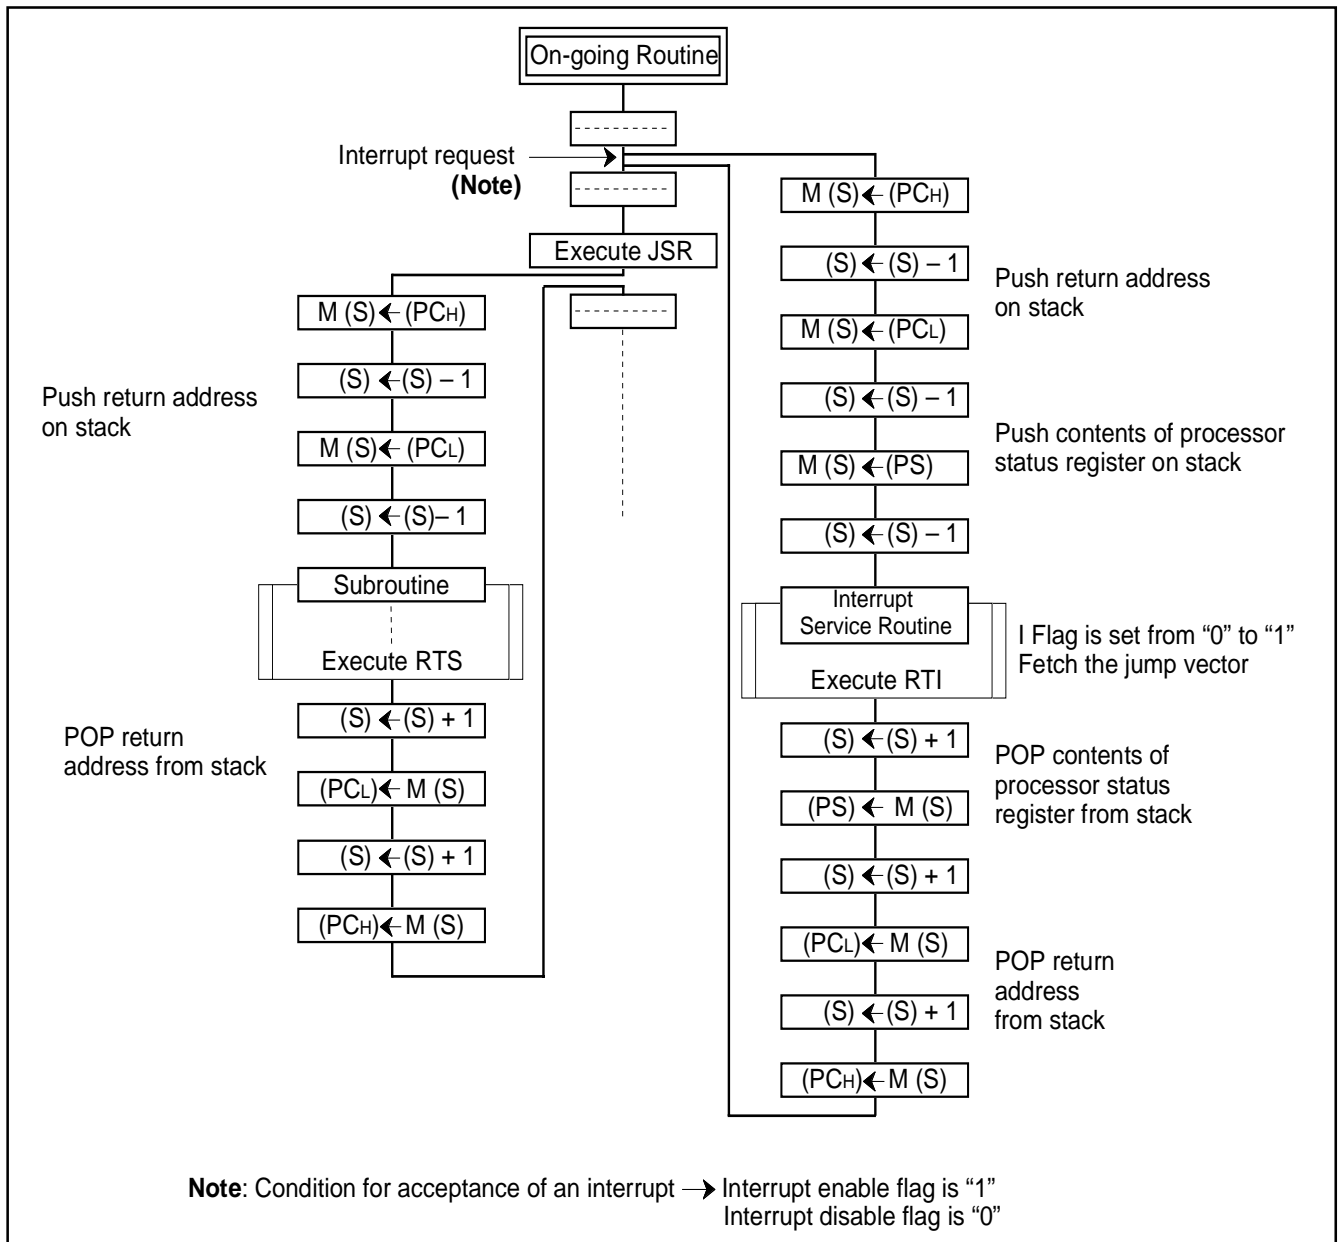 On-going Routine
Interrupt request
(Note)
Execute JSR
M (S) ← (PCH)
(S) ← (S) – 1
M (S) ← (PCL)
(S) ← (S)– 1
Push return address
on stack
Subroutine
Execute RTS
(S) ← (S) + 1
(PCL) ← M (S)
(S) ← (S) + 1
(PCH) ← M (S)
POP return
address from stack
M (S) ← (PCH)
(S) ← (S) – 1
M (S) ← (PCL)
(S) ← (S) – 1
M (S) ← (PS)
(S) ← (S) – 1
Push return address
on stack
Push contents of processor
status register on stack
Interrupt
Service Routine
Execute RTI
I Flag is set from “0” to “1”
Fetch the jump vector
(S) ← (S) + 1
(PS) ← M (S)
(S) ← (S) + 1
(PCL) ← M (S)
(S) ← (S) + 1
(PCH) ← M (S)
POP contents of
processor status
register from stack
POP return
address
from stack
Note: Condition for acceptance of an interrupt → Interrupt enable flag is “1”
Interrupt disable flag is “0”